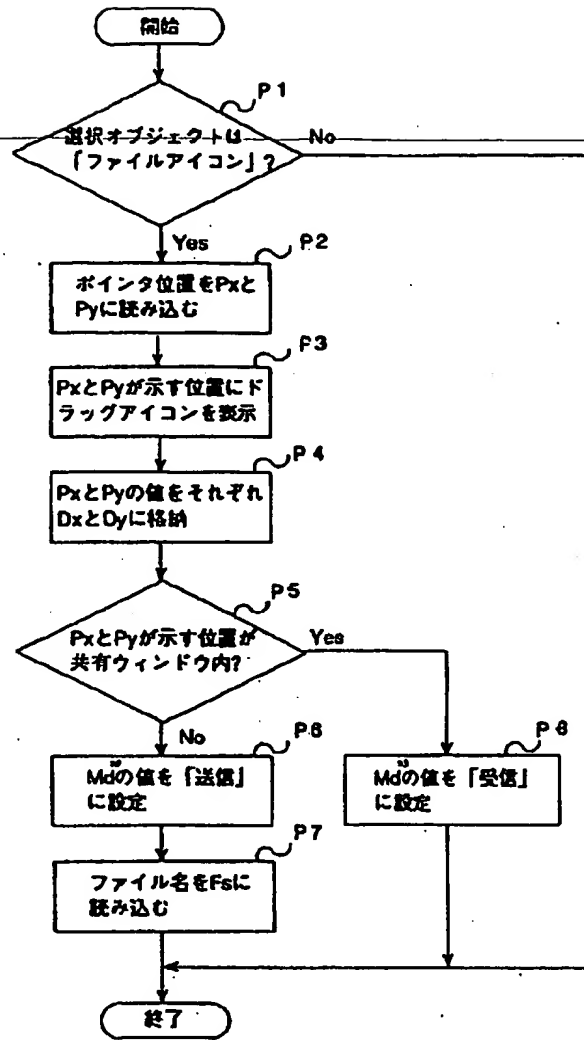 開始
P1
選択オブジェクトは
「ファイルアイコン」?
No
Yes
P2
ポインタ位置をPxと
Pyに読み込む
P3
PxとPyが示す位置にド
ラッグアイコンを表示
P4
PxとPyの値をそれぞれ
DxとDyに格納
P5
PxとPyが示す位置が
共有ウィンドウ内?
Yes
No
P6
Mdの値を「送信」
に設定
P8
Mdの値を「受信」
に設定
P7
ファイル名をFsに
読み込む
終了